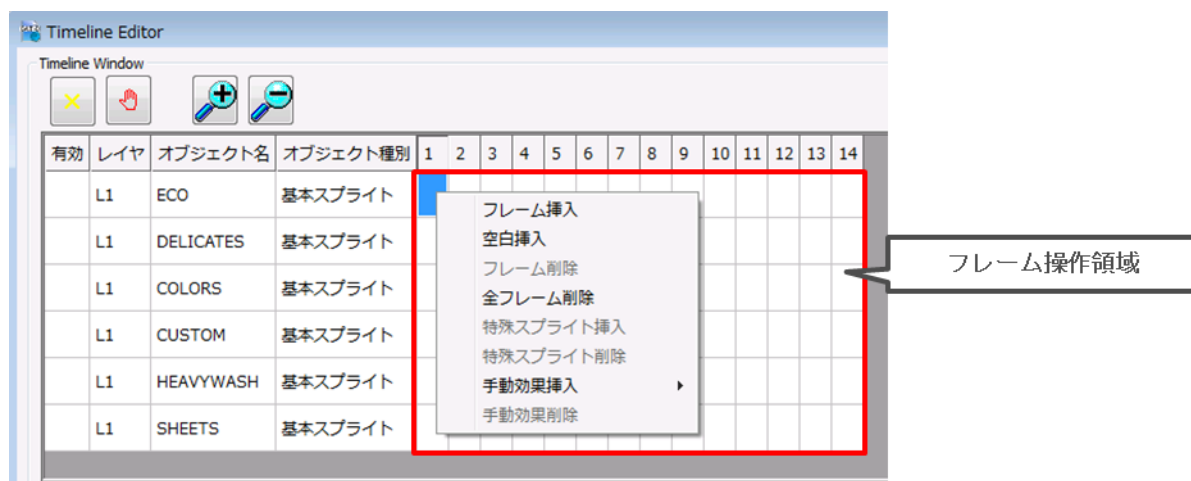 Timeline Editor
Timeline Window
有効 レイヤ オブジェクト名 オブジェクト種別 1 2 3 4 5 6 7 8 9 10 11 12 13 14
L1 ECO 基本スプライト
L1 DELICATES 基本スプライト
L1 COLORS 基本スプライト
L1 CUSTOM 基本スプライト
L1 HEAVYWASH 基本スプライト
L1 SHEETS 基本スプライト
フレーム挿入
空白挿入
フレーム削除
全フレーム削除
特殊スプライト挿入
特殊スプライト削除
手動効果挿入
手動効果削除
フレーム操作領域